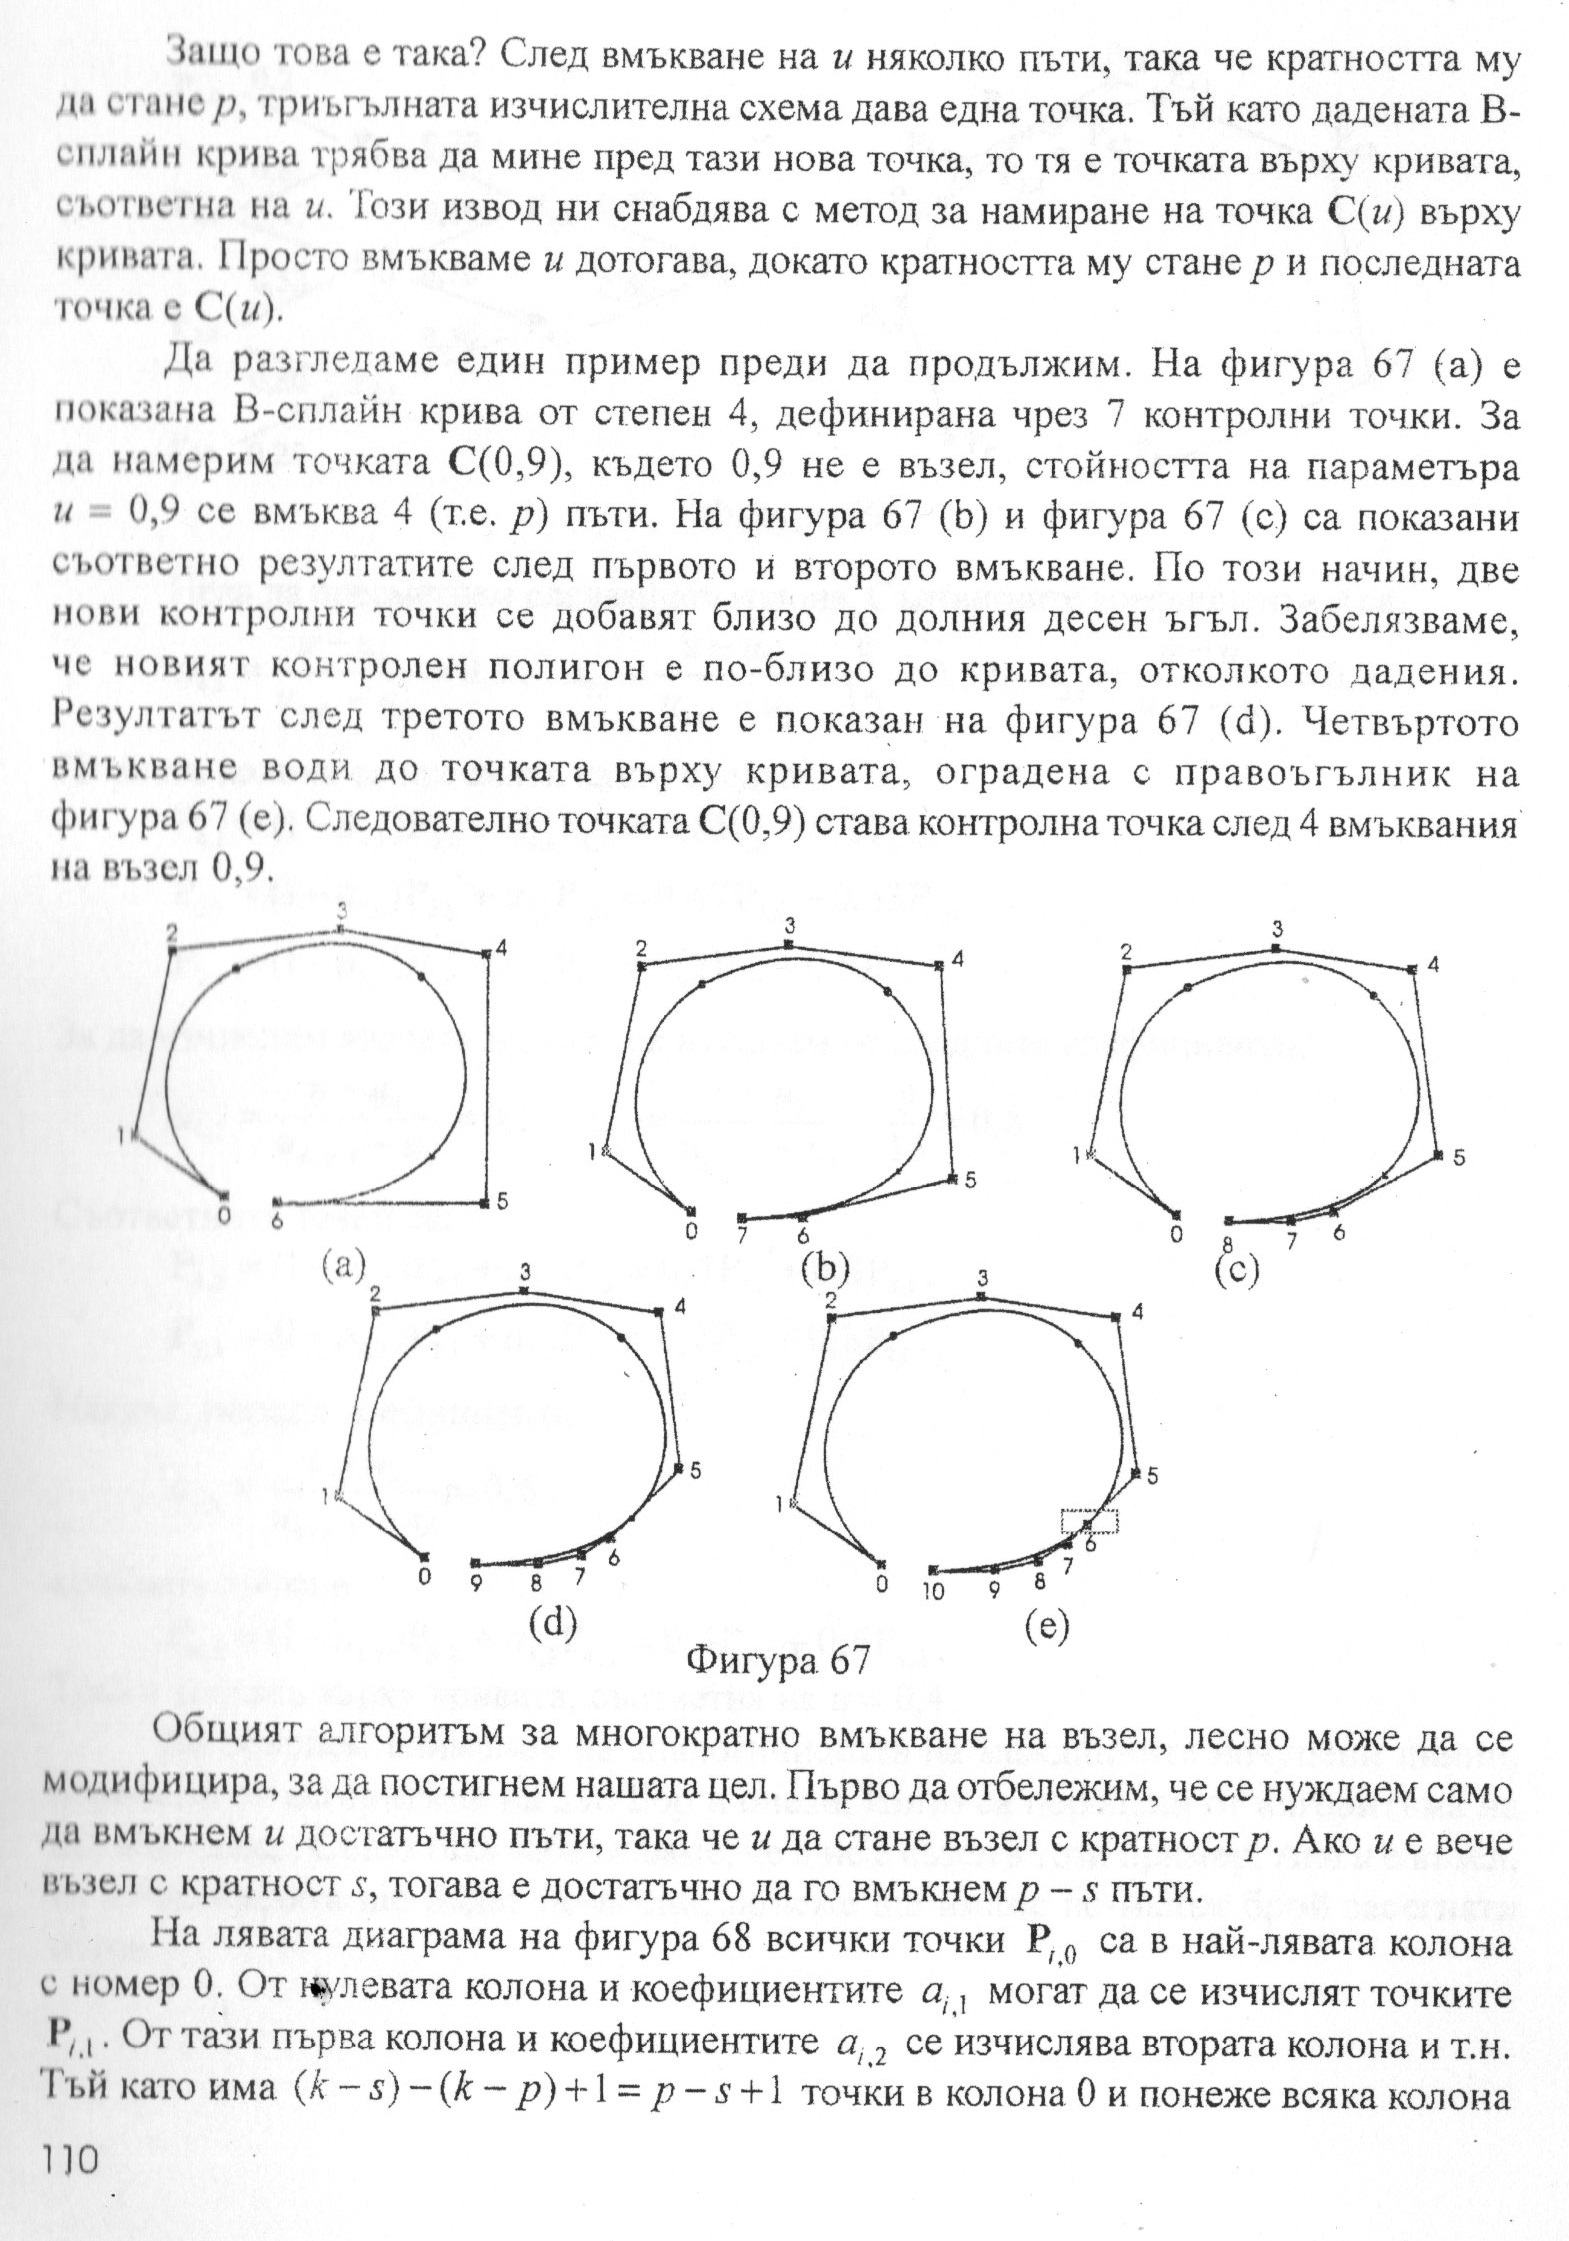 Защо това е така? След вмъкване на u няколко пъти, така че кратността му
да стане p, триъгълната изчислителна схема дава една точка. Тъй като дадената B-
сплайн крива трябва да мине пред тази нова точка, то тя е точката върху кривата,
съответна на u. Този извод ни снабдява с метод за намиране на точка C(u) върху
кривата. Просто вмъкваме u дотогава, докато кратността му стане p и последната
точка е C(u).
Да разгледаме един пример преди да продължим. На фигура 67 (a) е
показана B-сплайн крива от степен 4, дефинирана чрез 7 контролни точки. За
да намерим точката C(0,9), където 0,9 не е възел, стойността на параметъра
u = 0,9 се вмъква 4 (т.е. p) пъти. На фигура 67 (b) и фигура 67 (c) са показани
съответно резултатите след първото и второто вмъкване. По този начин, две
нови контролни точки се добавят близо до долния десен ъгъл. Забелязваме,
че новият контролен полигон е по-близо до кривата, отколкото дадения.
Резултатът след третото вмъкване е показан на фигура 67 (d). Четвъртото
вмъкване води до точката върху кривата, оградена с правоъгълник на
фигура 67 (e). Следователно точката C(0,9) става контролна точка след 4 вмъквания
на възел 0,9.
3
2
4
1
0
6
5
(a)
3
2
4
1
0
7
6
5
(b)
3
2
4
1
0
8
7
6
5
(c)
3
2
4
1
0
9
8
7
6
5
(d)
3
2
4
1
0
10
9
8
7
6
5
(e)
Фигура 67
Общият алгоритъм за многократно вмъкване на възел, лесно може да се
модифицира, за да постигнем нашата цел. Първо да отбележим, че се нуждаем само
да вмъкнем u достатъчно пъти, така че u да стане възел с кратност p. Ако u е вече
възел с кратност s, тогава е достатъчно да го вмъкнем p – s пъти.
На лявата диаграма на фигура 68 всички точки P_{i,0} са в най-лявата колона
с номер 0. От нулевата колона и коефициентите a_{i,1} могат да се изчислят точките
P_{i,1}. От тази първа колона и коефициентите a_{i,2} се изчислява втората колона и т.н.
Тъй като има (k – s) – (k – p) + 1 = p – s + 1 точки в колона 0 и понеже всяка колона
110